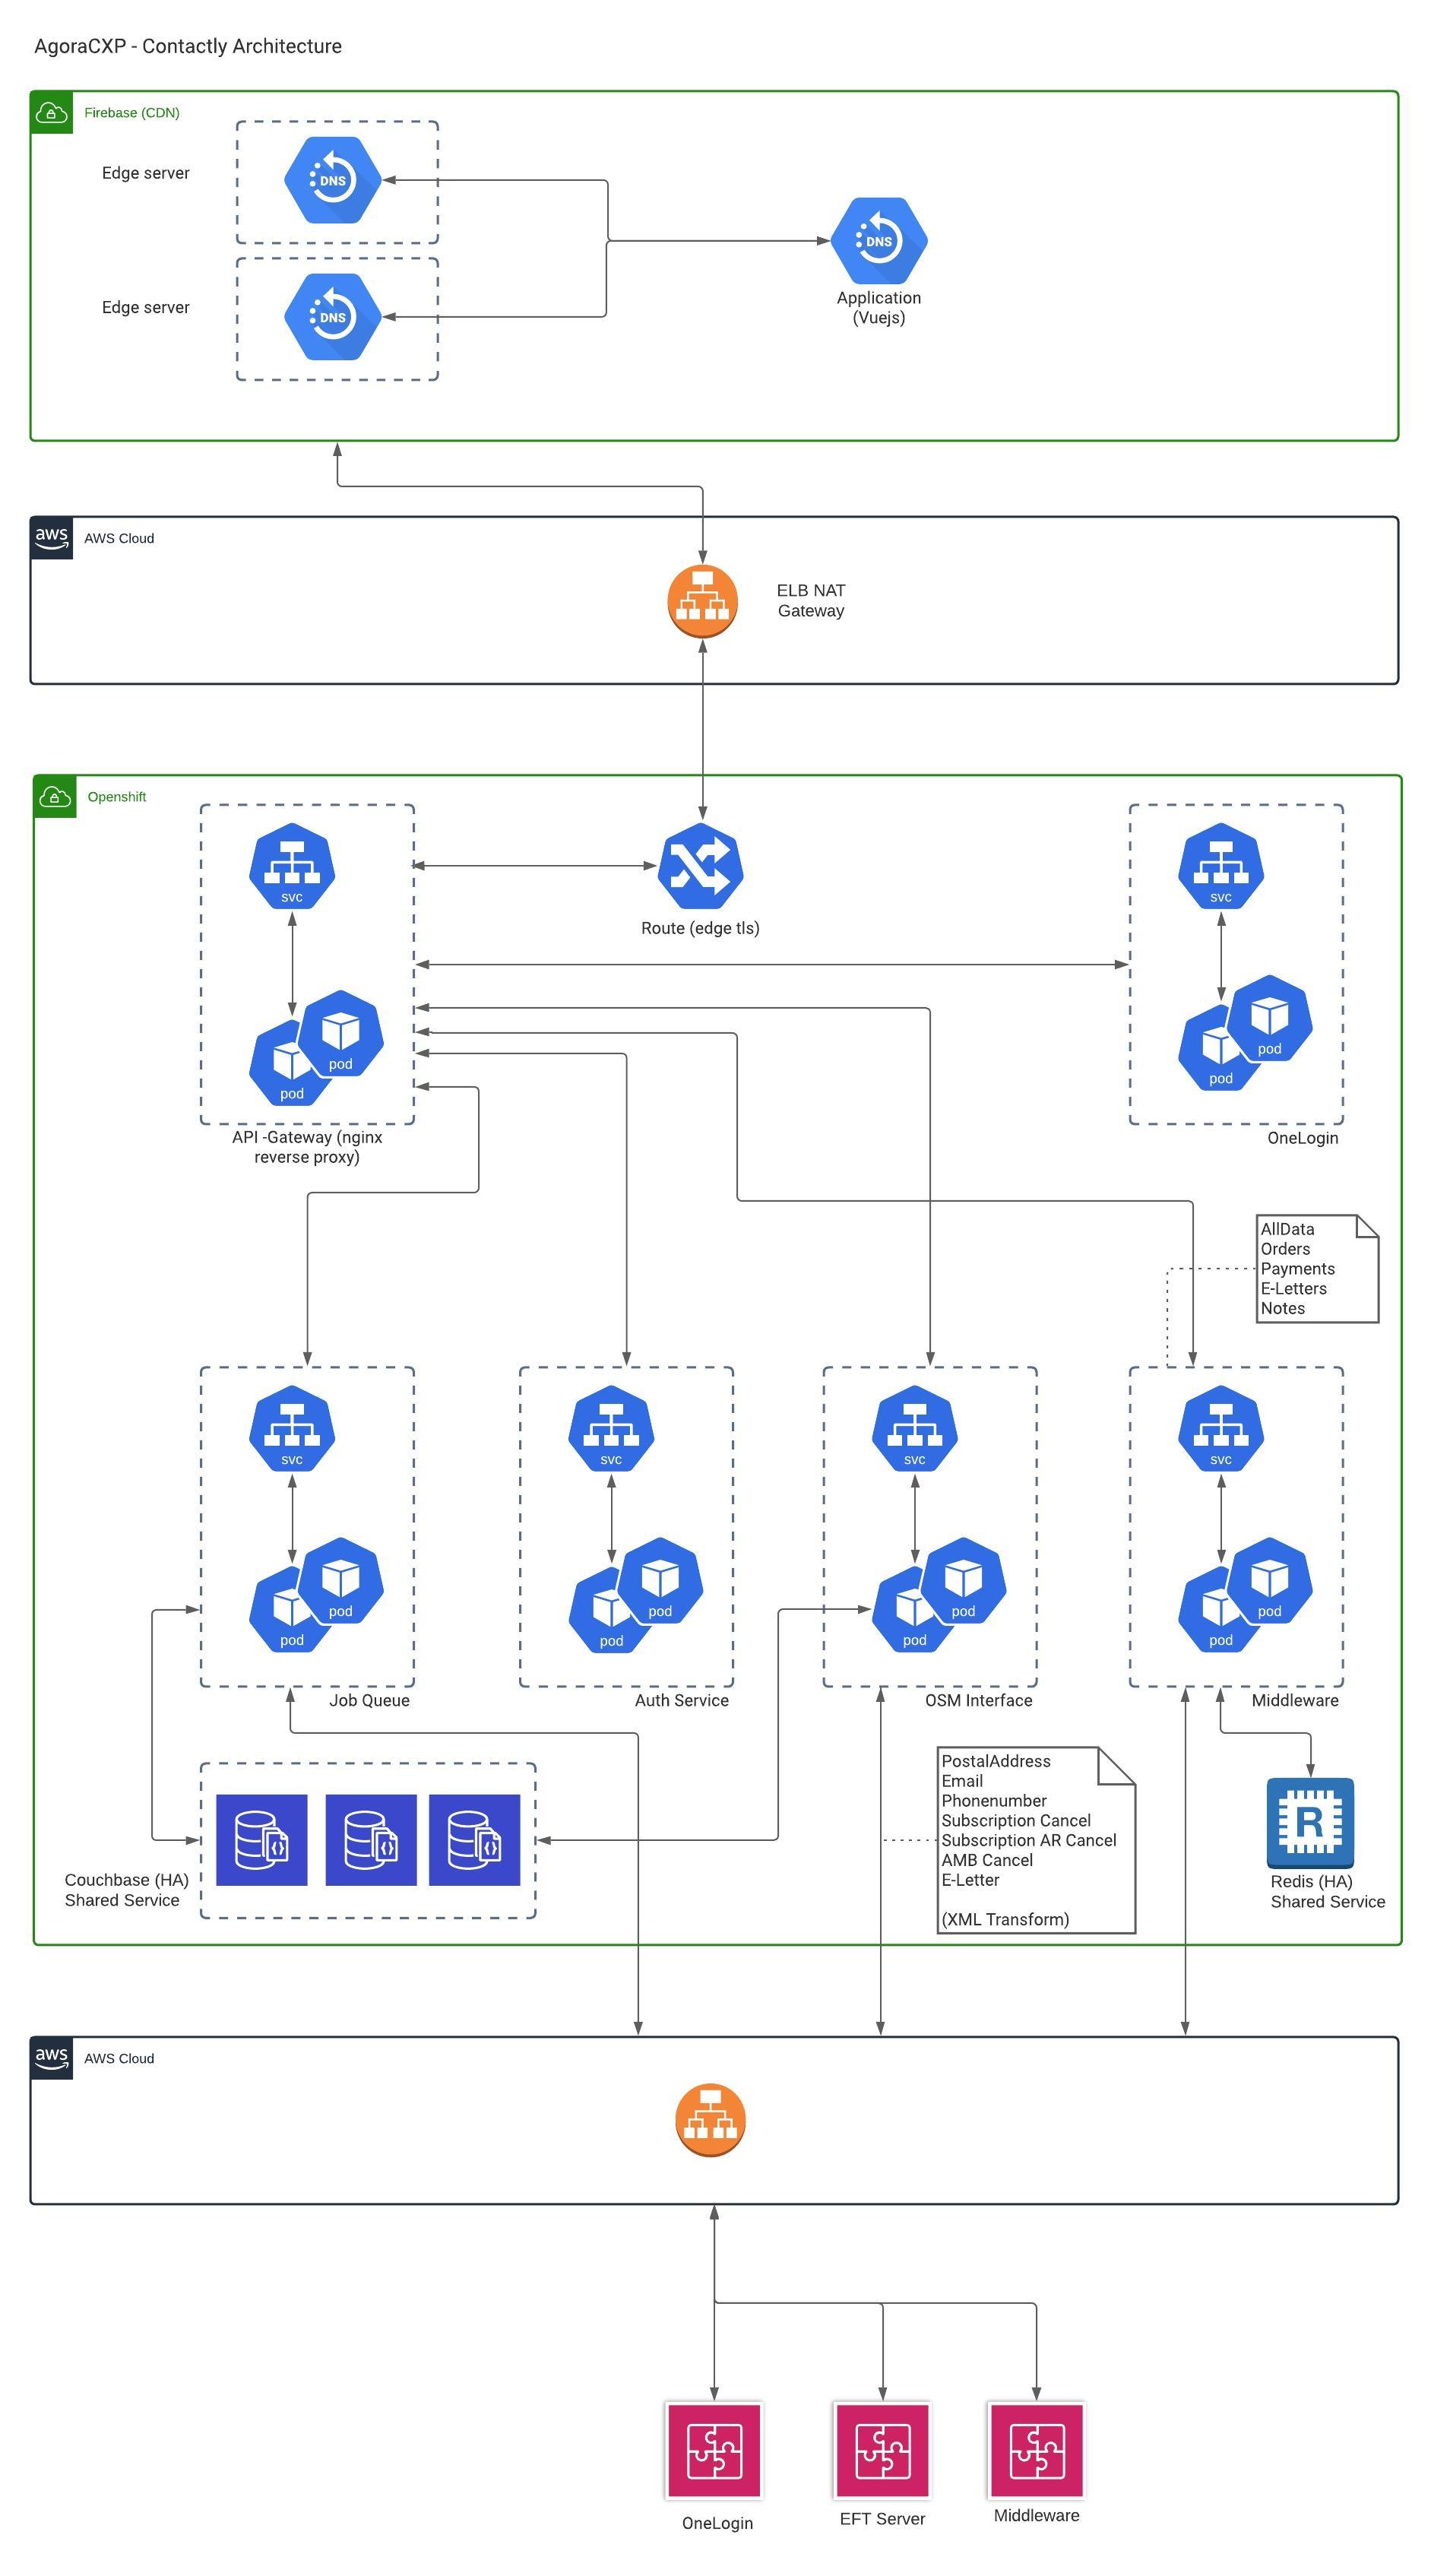 AgoraCXP - Contactly Architecture
Firebase (CDN)
Edge server
DNS
DNS
Application
(Vuejs)
Edge server
DNS
aws
AWS Cloud
ELB NAT
Gateway
Openshift
svc
svc
Route (edge tls)
pod
pod
pod
pod
API -Gateway (nginx
reverse proxy)
OneLogin
AllData
Orders
Payments
E-Letters
Notes
svc
svc
svc
svc
pod
pod
pod
pod
pod
pod
pod
pod
Job Queue
Auth Service
OSM Interface
Middleware
PostalAddress
Email
Phonenumber
Subscription Cancel
Subscription AR Cancel
AMB Cancel
E-Letter
(XML Transform)
R
Couchbase (HA)
Shared Service
Redis (HA)
Shared Service
aws
AWS Cloud
OneLogin
EFT Server
Middleware